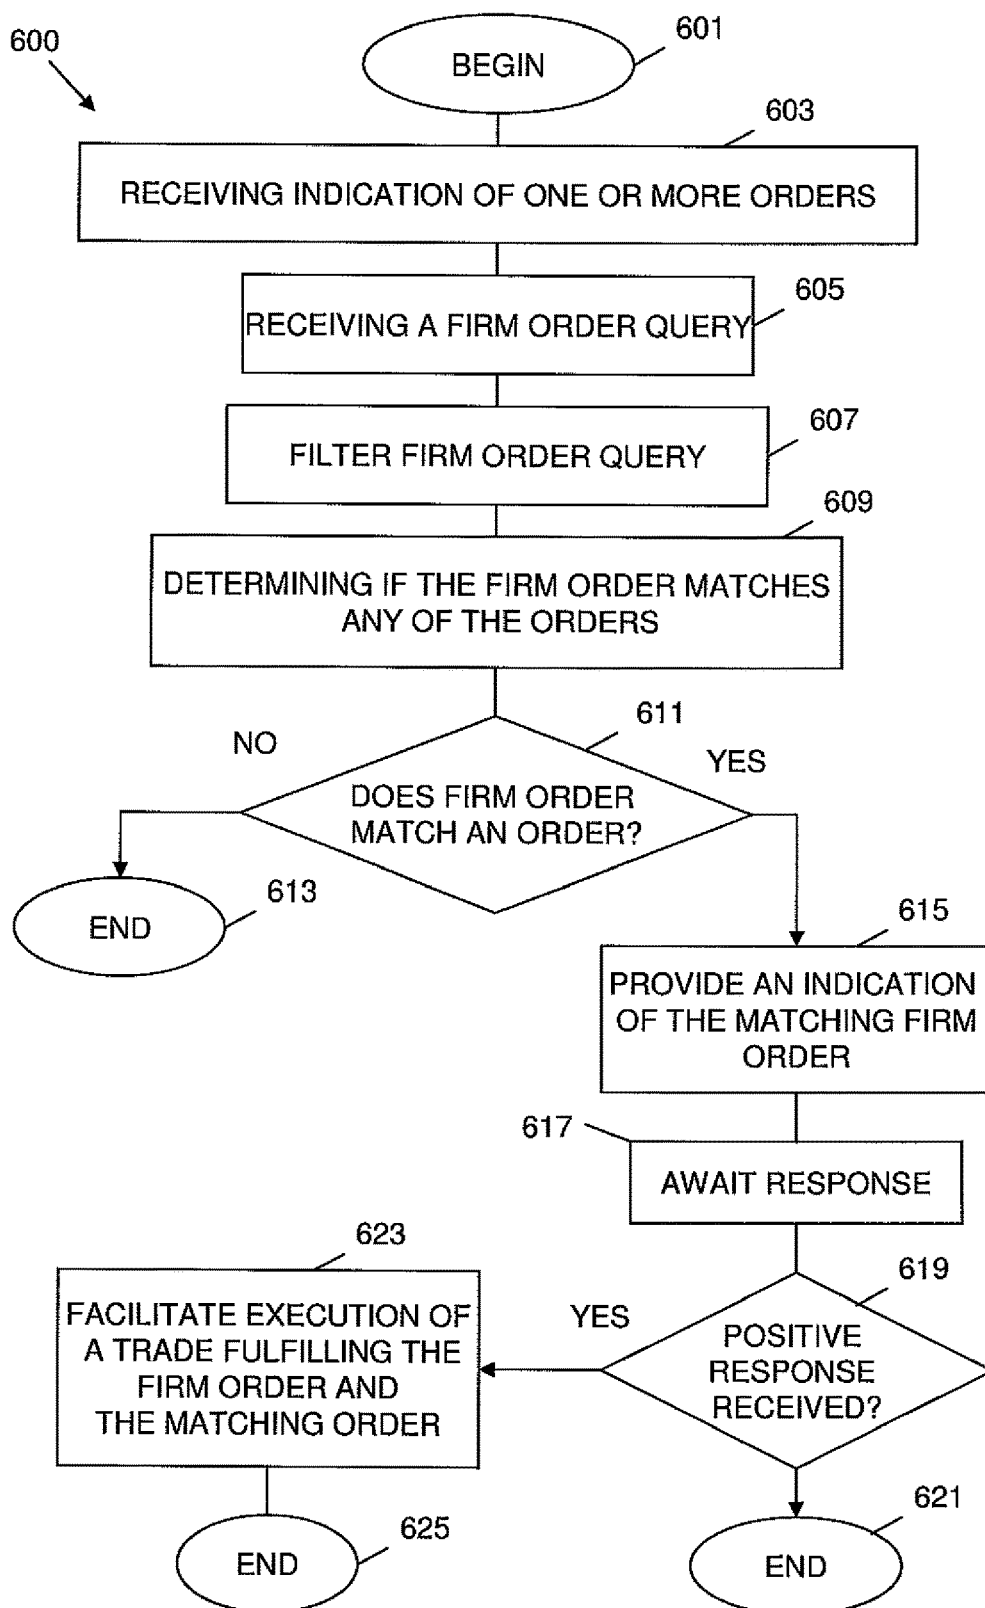 600
BEGIN
601
603
RECEIVING INDICATION OF ONE OR MORE ORDERS
605
RECEIVING A FIRM ORDER QUERY
607
FILTER FIRM ORDER QUERY
609
DETERMINING IF THE FIRM ORDER MATCHES
ANY OF THE ORDERS
611
NO
YES
DOES FIRM ORDER
MATCH AN ORDER?
613
END
615
PROVIDE AN INDICATION
OF THE MATCHING FIRM
ORDER
617
AWAIT RESPONSE
619
POSITIVE
RESPONSE
RECEIVED?
YES
623
FACILITATE EXECUTION OF
A TRADE FULFILLING THE
FIRM ORDER AND
THE MATCHING ORDER
625
END
621
END